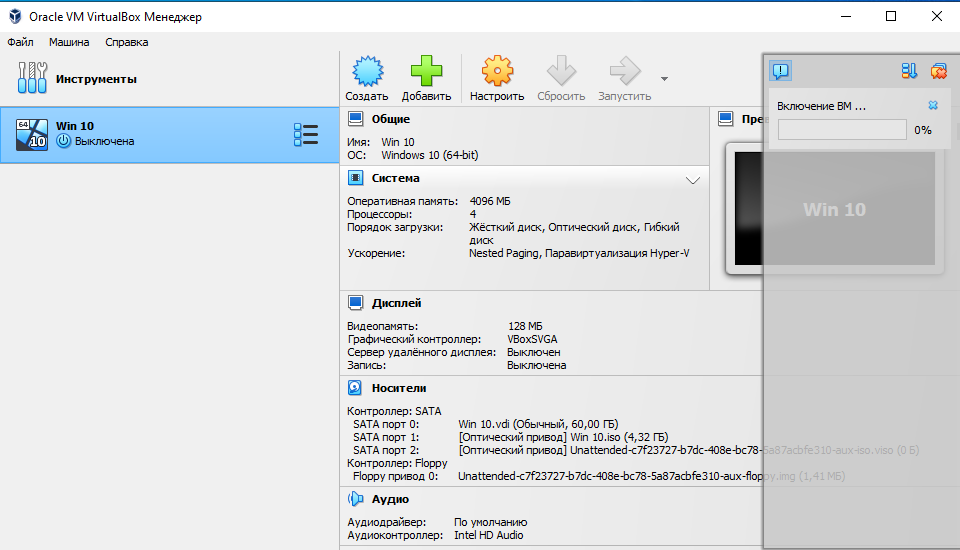 Oracle VM VirtualBox Менеджер
Файл Машина Справка
Инструменты
Создать Добавить Настроить Сбросить Запустить
64 10 Win 10
Выключена
Общие
Имя: Win 10
ОС: Windows 10 (64-bit)
Система
Оперативная память: 4096 МБ
Процессоры: 4
Порядок загрузки: Жёсткий диск, Оптический диск, Гибкий
диск
Ускорение: Nested Paging, Паравиртуализация Hyper-V
Пре
Включение ВМ ...
0%
Win 10
Дисплей
Видеопамять: 128 МБ
Графический контроллер: VBoxSVGA
Сервер удалённого дисплея: Выключен
Запись: Выключена
Носители
Контроллер: SATA
SATA порт 0: Win 10.vdi (Обычный, 60,00 ГБ)
SATA порт 1: [Оптический привод] Win 10.iso (4,32 ГБ)
SATA порт 2: [Оптический привод] Unattended-c7f23727-b7dc-408e-bc78-5a87acbfe310-aux-iso.viso (0 Б)
Контроллер: Floppy
Floppy привод 0: Unattended-c7f23727-b7dc-408e-bc78-5a87acbfe310-aux-floppy.img (1,41 МБ)
Аудио
Аудиодрайвер: По умолчанию
Аудиоконтроллер: Intel HD Audio